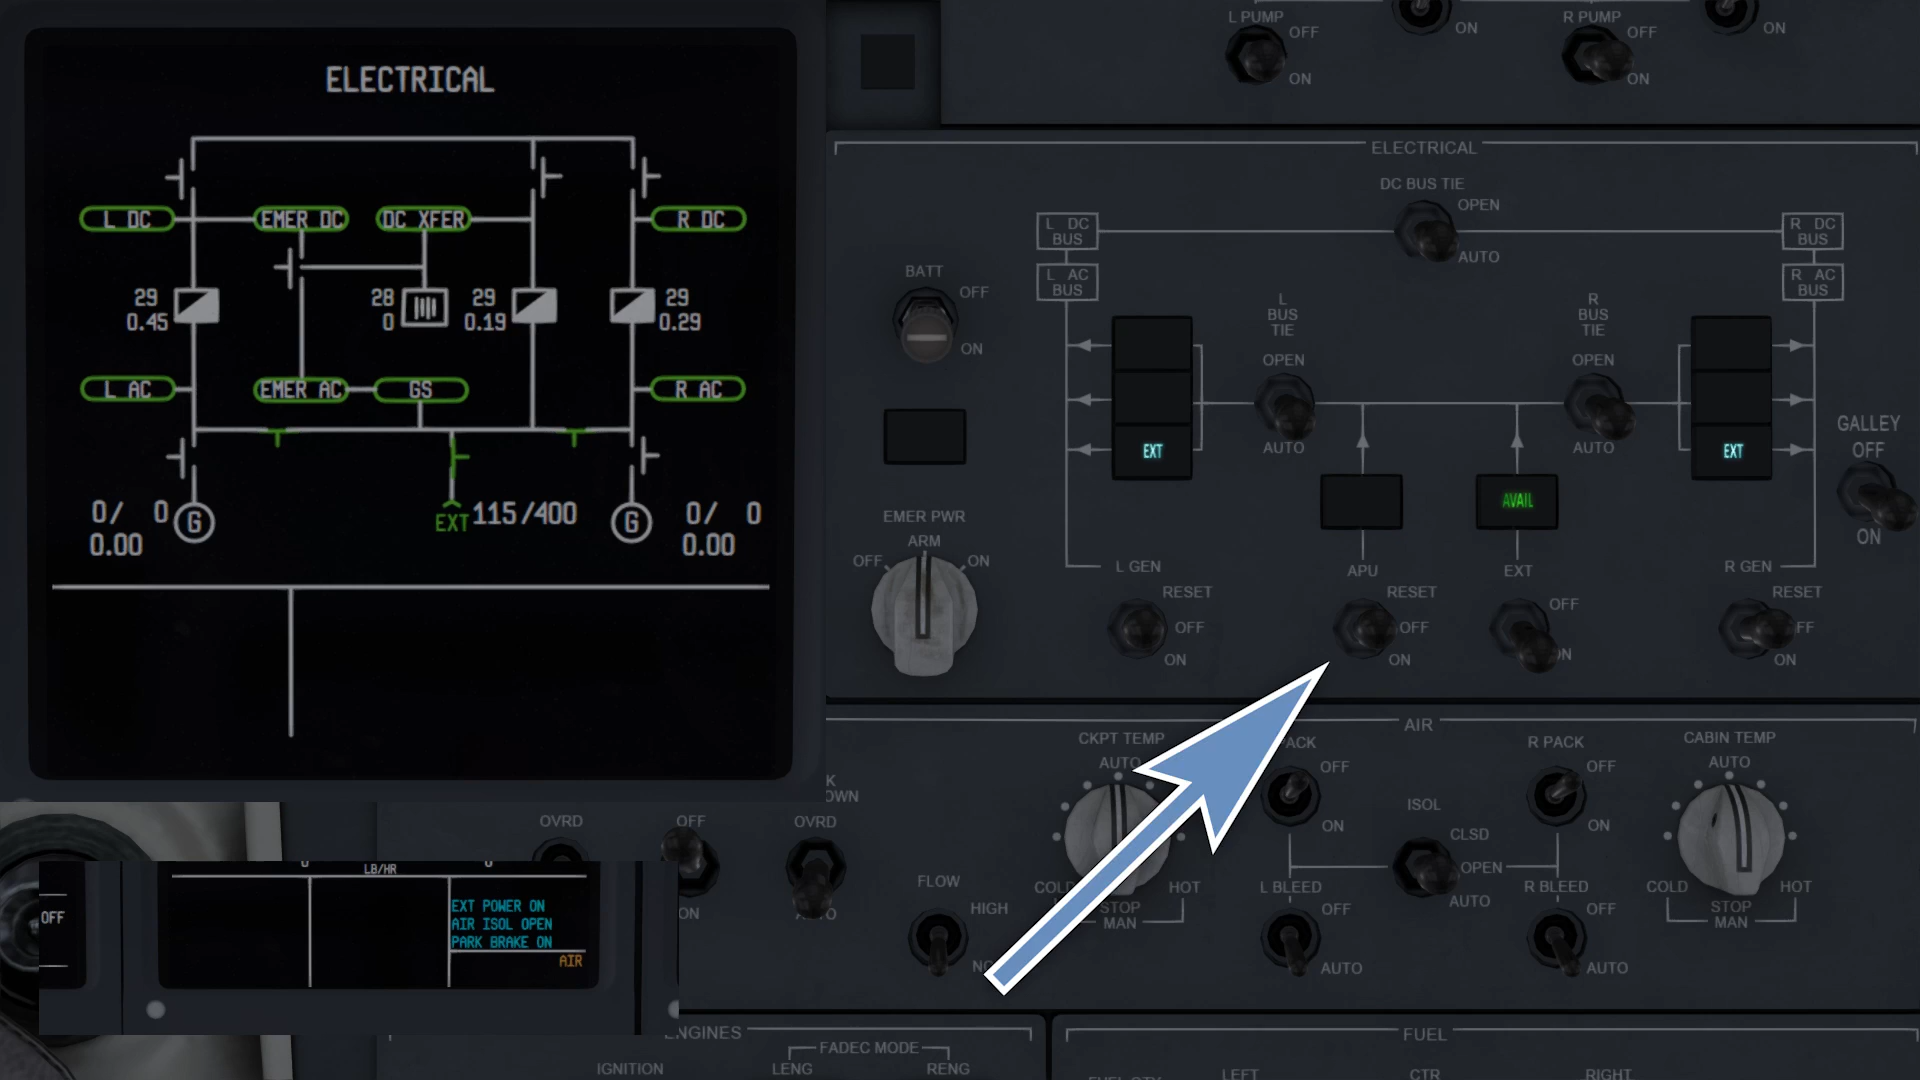 ELECTRICAL
L DC
EMER DC
DC XFER
R DC
29
0.45
28
0
29
0.19
29
0.29
L AC
EMER AC
GS
R AC
0/ 0
0.00
G
EXT
115/400
G
0/ 0
0.00
L PUMP
OFF
ON
ON
R PUMP
OFF
ON
ON
ELECTRICAL
DC BUS TIE
OPEN
AUTO
L DC
BUS
L AC
BUS
R DC
BUS
R AC
BUS
BATT
OFF
ON
L
BUS
TIE
OPEN
AUTO
R
BUS
TIE
OPEN
AUTO
EXT
EXT
AVAIL
GALLEY
OFF
ON
EMER PWR
ARM
OFF
ON
L GEN
RESET
OFF
ON
APU
RESET
OFF
ON
EXT
OFF
ON
R GEN
RESET
ON
AIR
CKPT TEMP
AUTO
COLD
HOT
STOP
MAN
OFF
ON
R PACK
OFF
ON
CABIN TEMP
AUTO
COLD
HOT
STOP
MAN
ISOL
CLSD
OPEN
AUTO
L BLEED
OFF
AUTO
R BLEED
OFF
AUTO
FLOW
HIGH
OVRD
OFF
ON
OVRD
AUTO
OFF
LB/HR
EXT POWER ON
AIR ISOL OPEN
PARK BRAKE ON
AIR
ENGINES
FADEC MODE
IGNITION
LENG
RENG
FUEL
LEFT
CTR
RIGHT